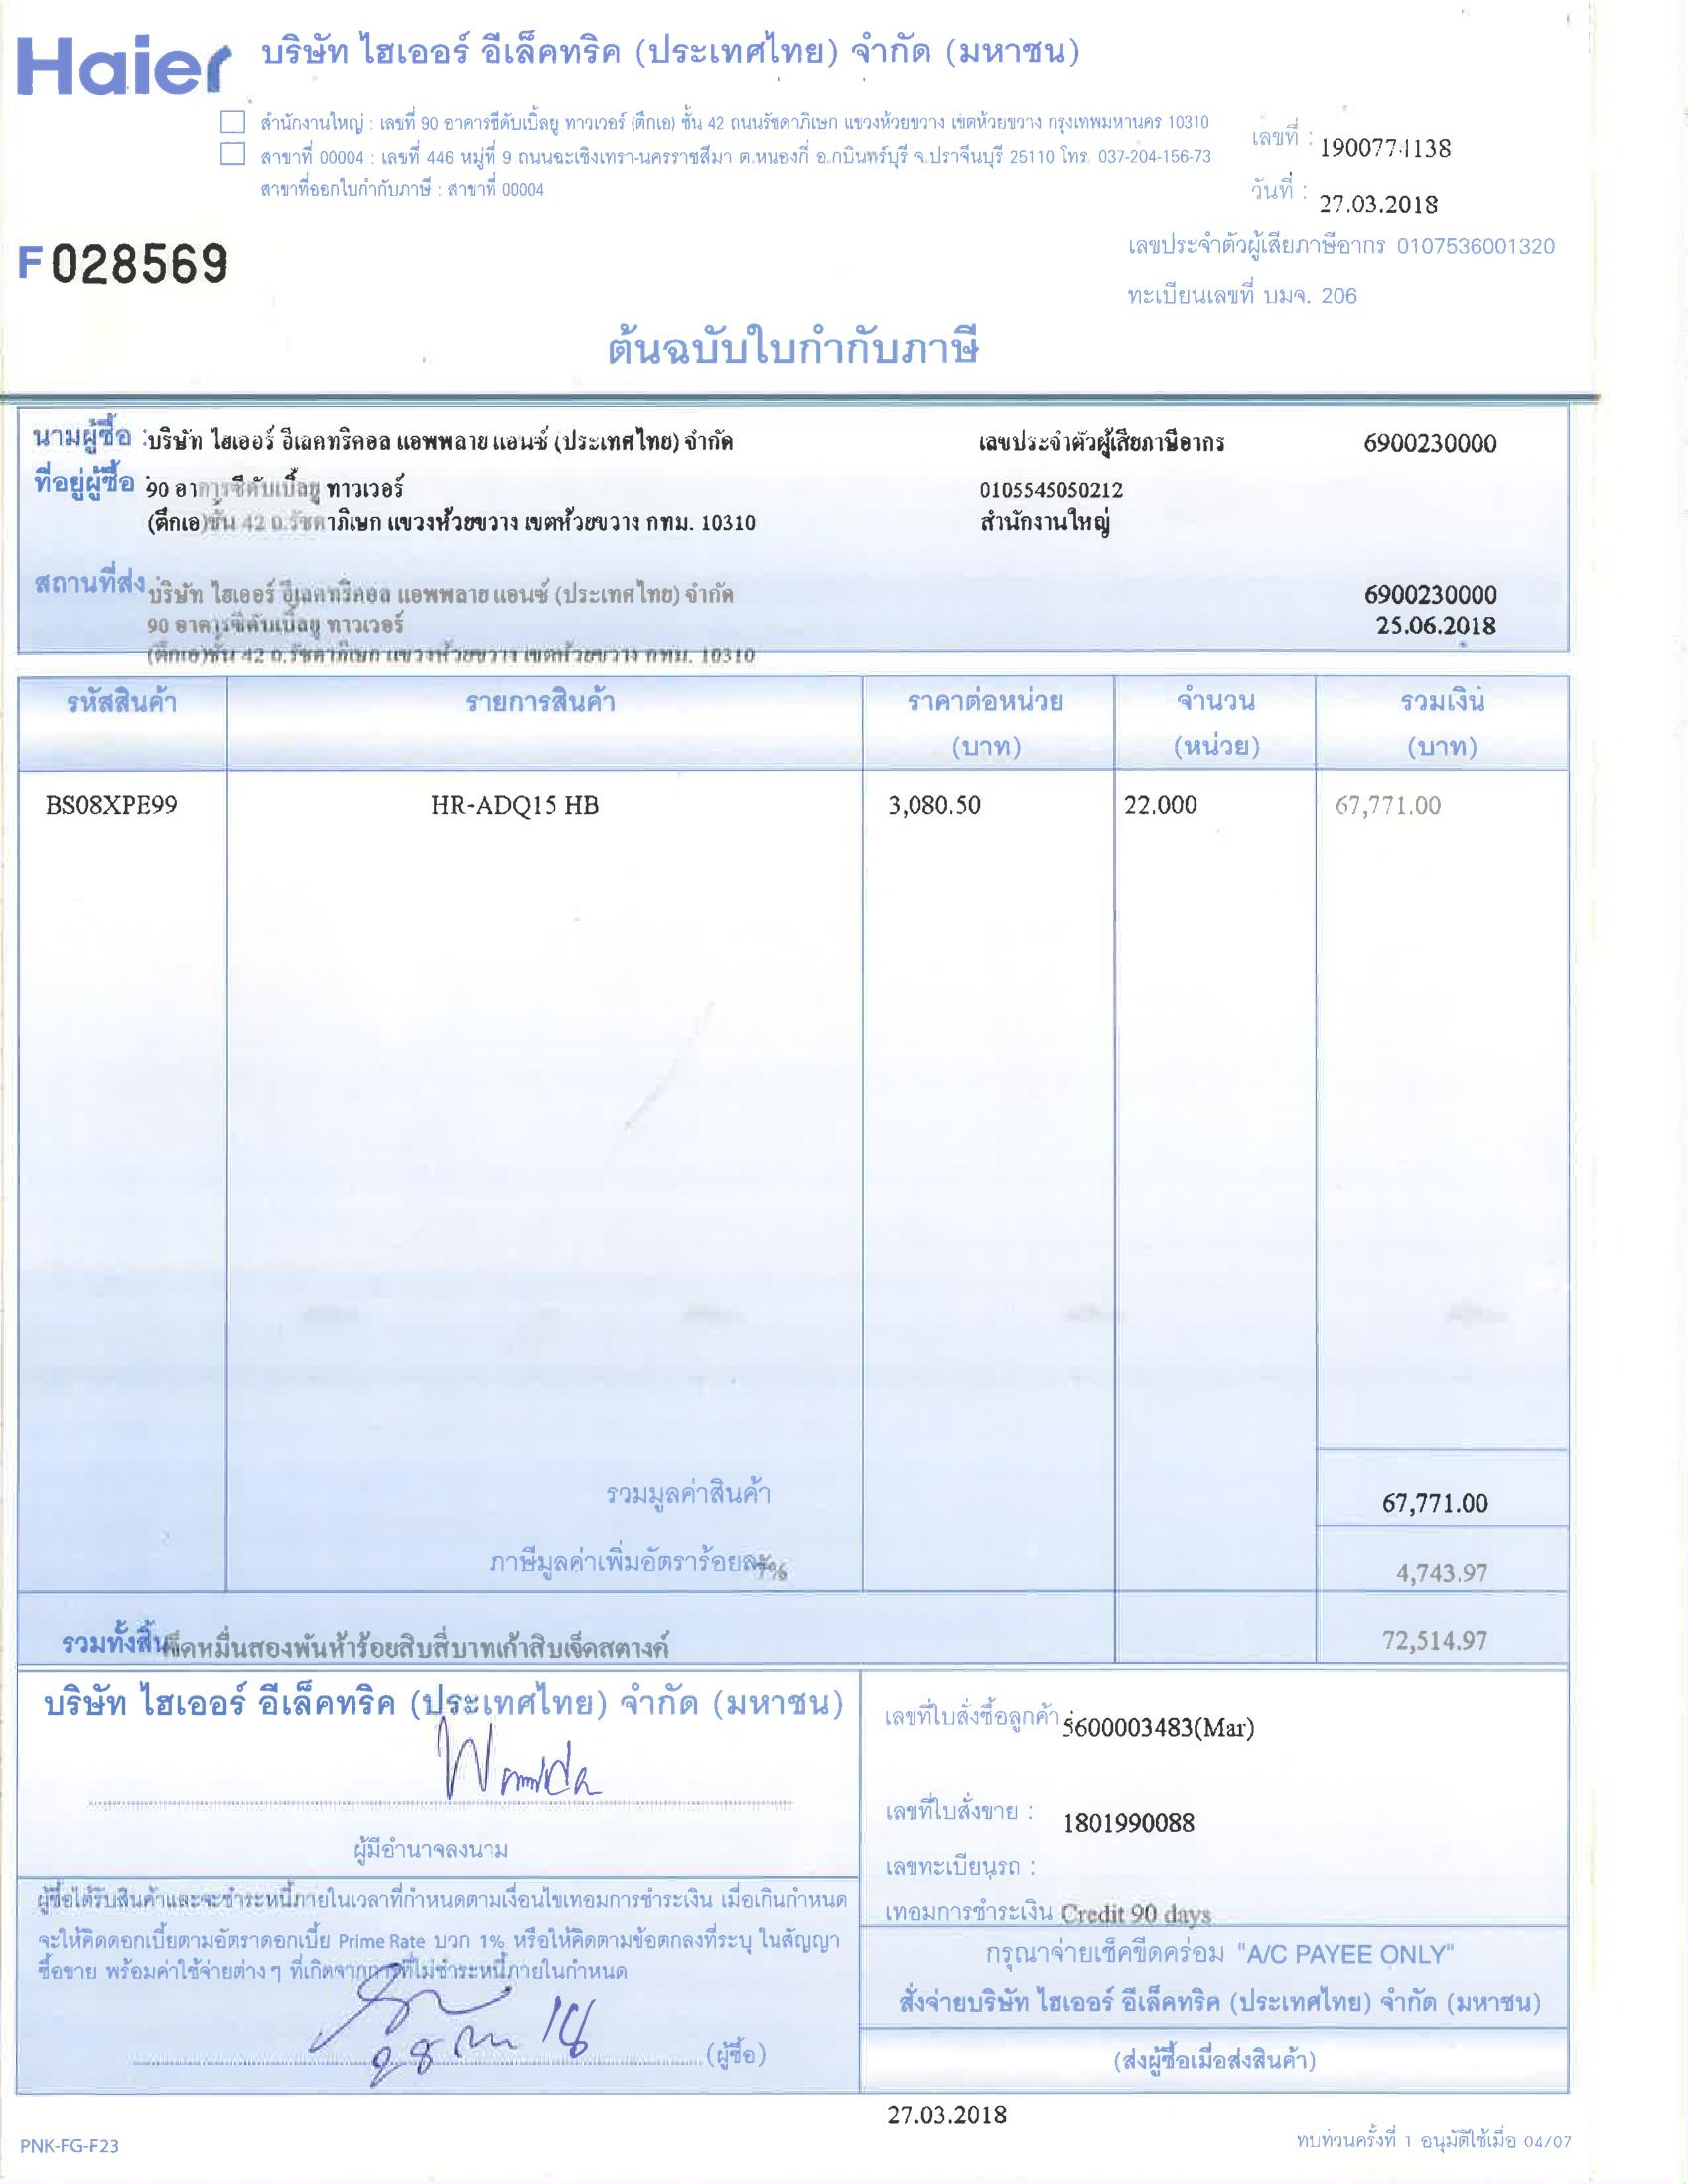 Haier
บริษัท ไฮเออร์ อีเล็คทริค (ประเทศไทย) จำกัด (มหาชน)
สำนักงานใหญ่ : เลขที่ 90 อาคารซีดับเบิ้ลยู ทาวเวอร์ (ตึกเอ) ชั้น 42 ถนนรัชดาภิเษก แขวงห้วยขวาง เขตห้วยขวาง กรุงเทพมหานคร 10310
สาขาที่ 00004 : เลขที่ 446 หมู่ที่ 9 ถนนฉะเชิงเทรา-นครราชสีมา ต.หนองกี่ อ.กบินทร์บุรี จ.ปราจีนบุรี 25110 โทร. 037-204-156-73
สาขาที่ออกใบกำกับภาษี : สาขาที่ 00004
เลขที่ : 1900774138
วันที่ : 27.03.2018
เลขประจำตัวผู้เสียภาษีอากร 0107536001320
F028569
ทะเบียนเลขที่ บมจ. 206
ต้นฉบับใบกำกับภาษี
นามผู้ซื้อ : บริษัท ไฮเออร์ อีเลคทริคอล แอพพลาย แอนซ์ (ประเทศไทย) จำกัด เลขประจำตัวผู้เสียภาษีอากร 6900230000
ที่อยู่ผู้ซื้อ : 90 อาคารซีดับเบิ้ลยู ทาวเวอร์ 0105545050212
(ตึกเอ)ชั้น 42 ถ.รัชดาภิเษก แขวงห้วยขวาง เขตห้วยขวาง กทม. 10310 สำนักงานใหญ่
สถานที่ส่ง : บริษัท ไฮเออร์ อีเลคทริคอล แอพพลาย แอนซ์ (ประเทศไทย) จำกัด 6900230000
90 อาคารซีดับเบิ้ลยู ทาวเวอร์ 25.06.2018
(ตึกเอ)ชั้น 42 ถ.รัชดาภิเษก แขวงห้วยขวาง เขตห้วยขวาง กทม. 10310
รหัสสินค้า รายการสินค้า ราคาต่อหน่วย จำนวน รวมเงิน
(บาท) (หน่วย) (บาท)
BS08XPE99 HR-ADQ15 HB 3,080.50 22.000 67,771.00
รวมมูลค่าสินค้า 67,771.00
ภาษีมูลค่าเพิ่มอัตราร้อยละ 7% 4,743.97
รวมทั้งสิ้น เจ็ดหมื่นสองพันห้าร้อยสิบสี่บาทเก้าสิบเจ็ดสตางค์ 72,514.97
บริษัท ไฮเออร์ อีเล็คทริค (ประเทศไทย) จำกัด (มหาชน)
ผู้มีอำนาจลงนาม
ผู้ซื้อได้รับสินค้าและจะชำระหนี้ภายในเวลาที่กำหนดตามเงื่อนไขเทอมการชำระเงิน เมื่อเกินกำหนด
จะให้คิดดอกเบี้ยตามอัตราดอกเบี้ย Prime Rate บวก 1% หรือให้คิดตามข้อตกลงที่ระบุ ในสัญญา
ซื้อขาย พร้อมค่าใช้จ่ายต่างๆ ที่เกิดจากการที่ไม่ชำระหนี้ภายในกำหนด
(ผู้ซื้อ)
เลขที่ใบสั่งซื้อลูกค้า : 5600003483(Mar)
เลขที่ใบสั่งขาย : 1801990088
เลขทะเบียนรถ :
เทอมการชำระเงิน Credit 90 days
กรุณาจ่ายเช็คขีดคร่อม "A/C PAYEE ONLY"
สั่งจ่ายบริษัท ไฮเออร์ อีเล็คทริค (ประเทศไทย) จำกัด (มหาชน)
(ส่งผู้ซื้อเมื่อส่งสินค้า)
27.03.2018
PNK-FG-F23
ทบทวนครั้งที่ 1 อนุมัติใช้เมื่อ 04/07